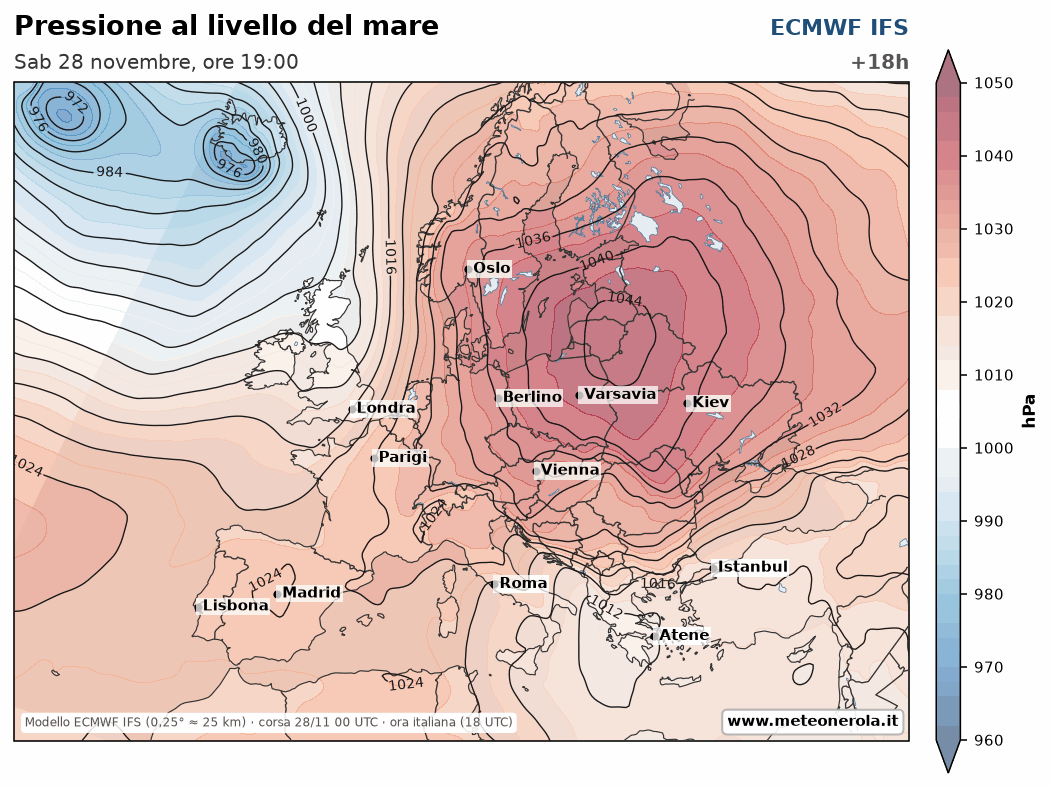 Pressione al livello del mare
ECMWF IFS
Sab 28 novembre, ore 19:00
+18h
972
976
980
976
984
1000
1016
1036
1040
1044
1032
1028
1024
1024
1024
1016
1012
1024
Oslo
Berlino
Varsavia
Kiev
Londra
Parigi
Vienna
Istanbul
Roma
Madrid
Lisbona
Atene
Modello ECMWF IFS (0,25° ≈ 25 km) · corsa 28/11 00 UTC · ora italiana (18 UTC)
www.meteonerola.it
1050
1040
1030
1020
1010
1000
990
980
970
960
hPa